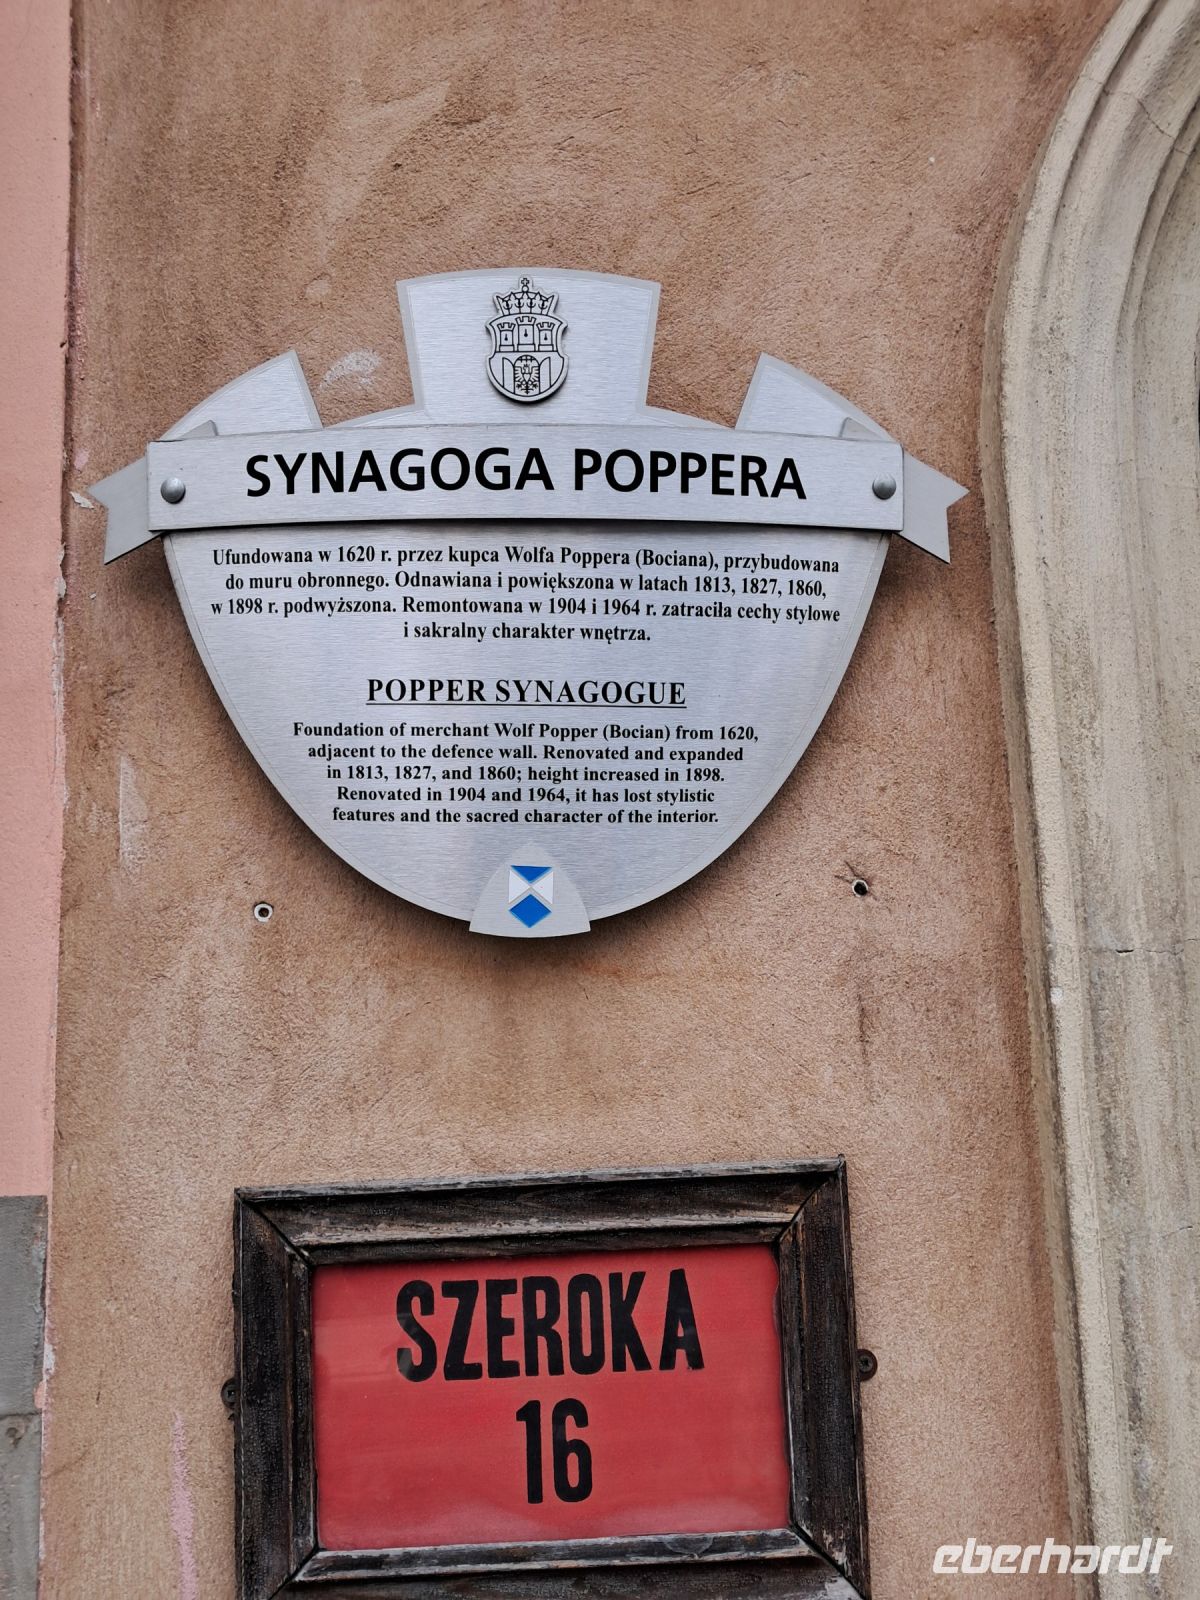 SYNAGOGA POPPERA
Ufundowana w 1620 r. przez kupca Wolfa Poppera (Bociana), przybudowana
do muru obronnego. Odnawiana i powiększona w latach 1813, 1827, 1860,
w 1898 r. podwyższona. Remontowana w 1904 i 1964 r. zatraciła cechy stylowe
i sakralny charakter wnętrza.
POPPER SYNAGOGUE
Foundation of merchant Wolf Popper (Bocian) from 1620,
adjacent to the defence wall. Renovated and expanded
in 1813, 1827, and 1860; height increased in 1898.
Renovated in 1904 and 1964, it has lost stylistic
features and the sacred character of the interior.
SZEROKA
16
eberhardt